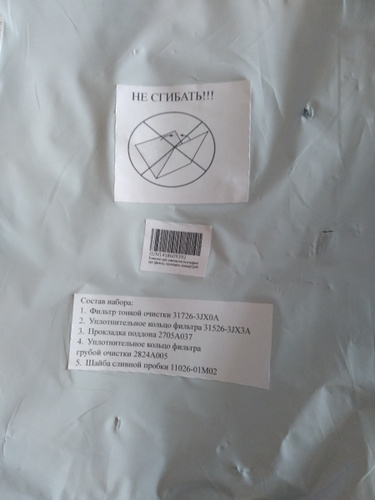 НЕ СГИБАТЬ!!!
Состав набора:
1. Фильтр тонкой очистки 31726-3JX0A
2. Уплотнительное кольцо фильтра 31526-3JX3A
3. Прокладка поддона 2705A037
4. Уплотнительное кольцо фильтра
грубой очистки 2824A005
5. Шайба сливной пробки 11026-01M02